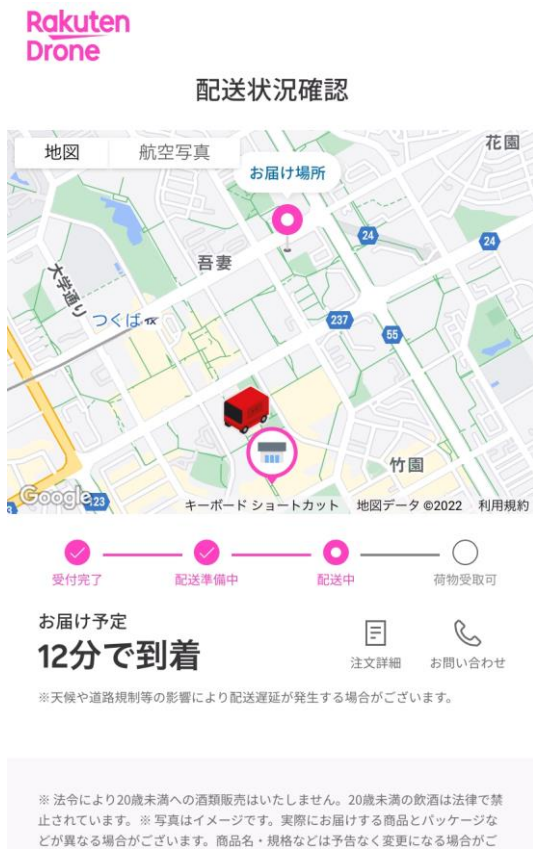 Rakuten
Drone
配送状況確認
地図
航空写真
花園
お届け場所
24
24
吾妻
大学通り
つくば
TX
237
55
竹園
Google
123
キーボード ショートカット
地図データ ©2022
利用規約
受付完了
配送準備中
配送中
荷物受取可
お届け予定
12分で到着
注文詳細
お問い合わせ
※天候や道路規制等の影響により配送遅延が発生する場合がございます。
※ 法令により20歳未満への酒類販売はいたしません。20歳未満の飲酒は法律で禁
止されています。※ 写真はイメージです。実際にお届けする商品とパッケージな
どが異なる場合がございます。商品名・規格などは予告なく変更になる場合がご